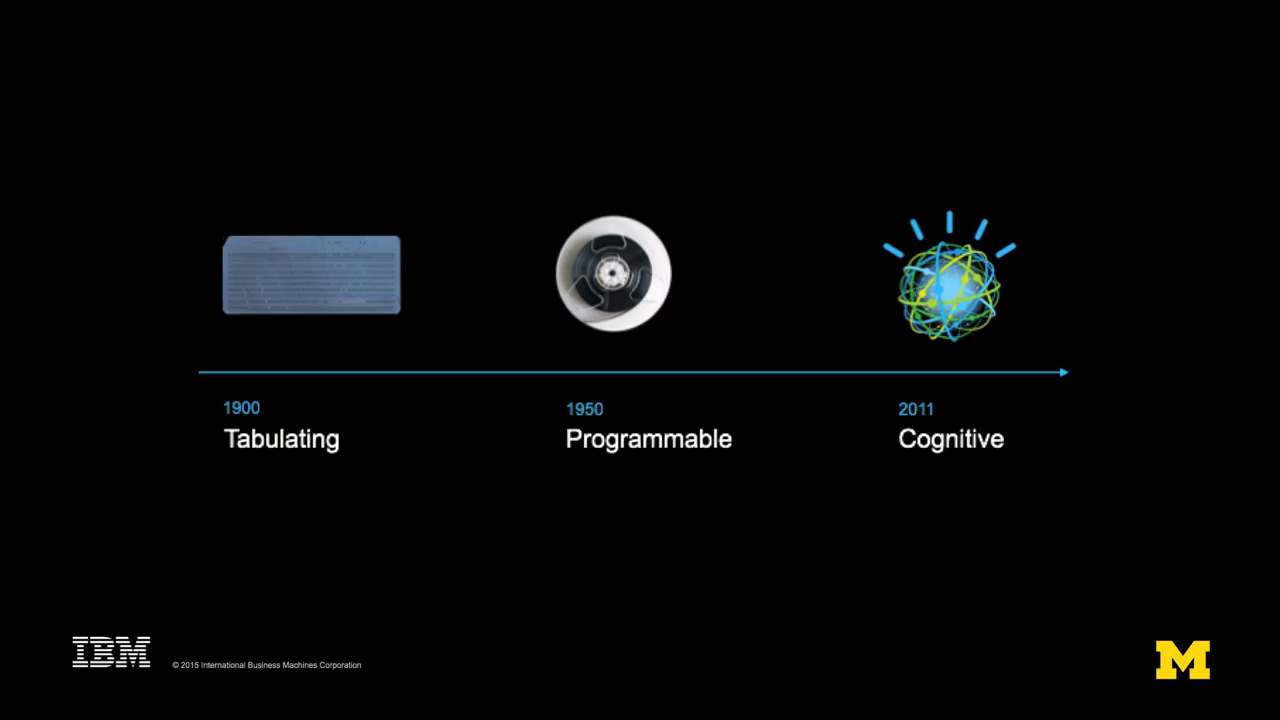 1900
Tabulating
1950
Programmable
2011
Cognitive
IBM
© 2015 International Business Machines Corporation
M